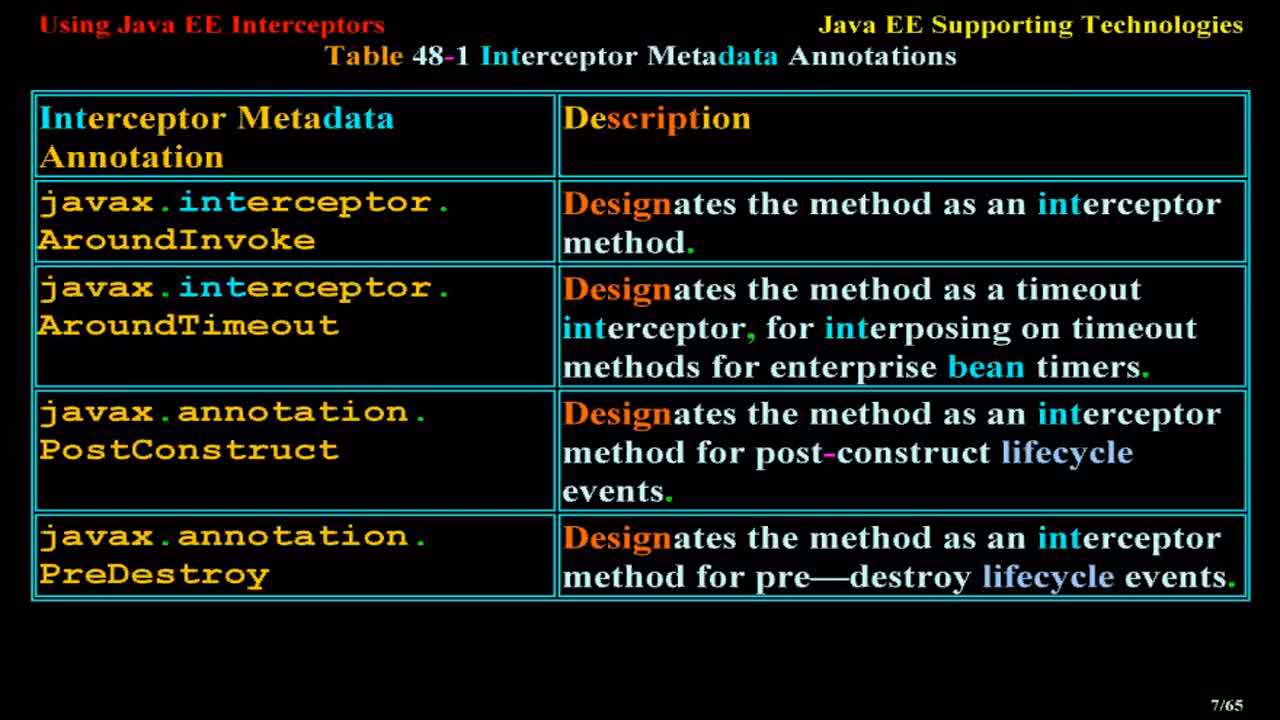 Using Java EE Interceptors
Java EE Supporting Technologies
Table 48-1 Interceptor Metadata Annotations
Interceptor Metadata
Annotation
Description
javax.interceptor.
AroundInvoke
Designates the method as an interceptor
method.
javax.interceptor.
AroundTimeout
Designates the method as a timeout
interceptor, for interposing on timeout
methods for enterprise bean timers.
javax.annotation.
PostConstruct
Designates the method as an interceptor
method for post-construct lifecycle
events.
javax.annotation.
PreDestroy
Designates the method as an interceptor
method for pre—destroy lifecycle events.
7/65